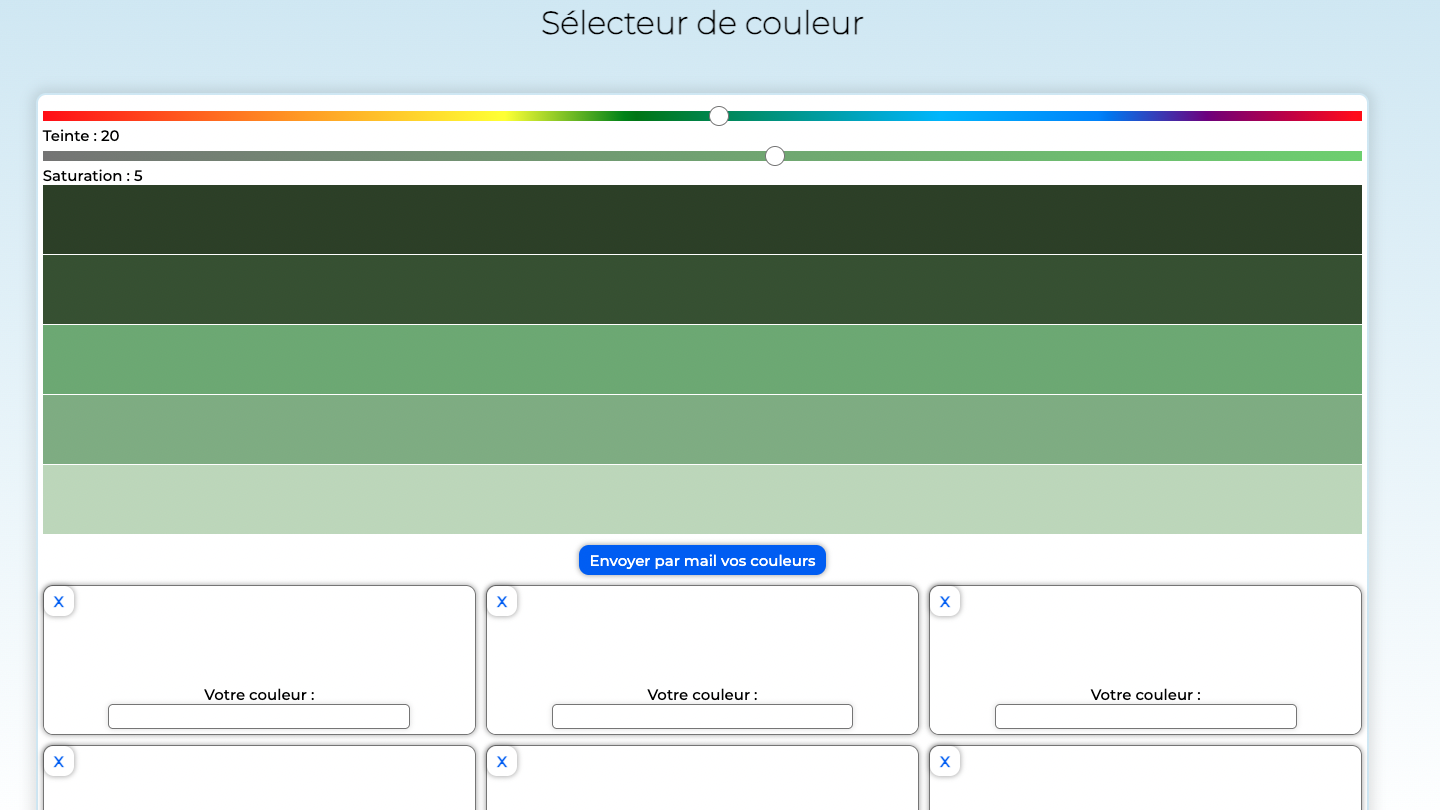 Sélecteur de couleur
Teinte : 20
Saturation : 5
Envoyer par mail vos couleurs
X X X
Votre couleur : Votre couleur : Votre couleur :
X X X